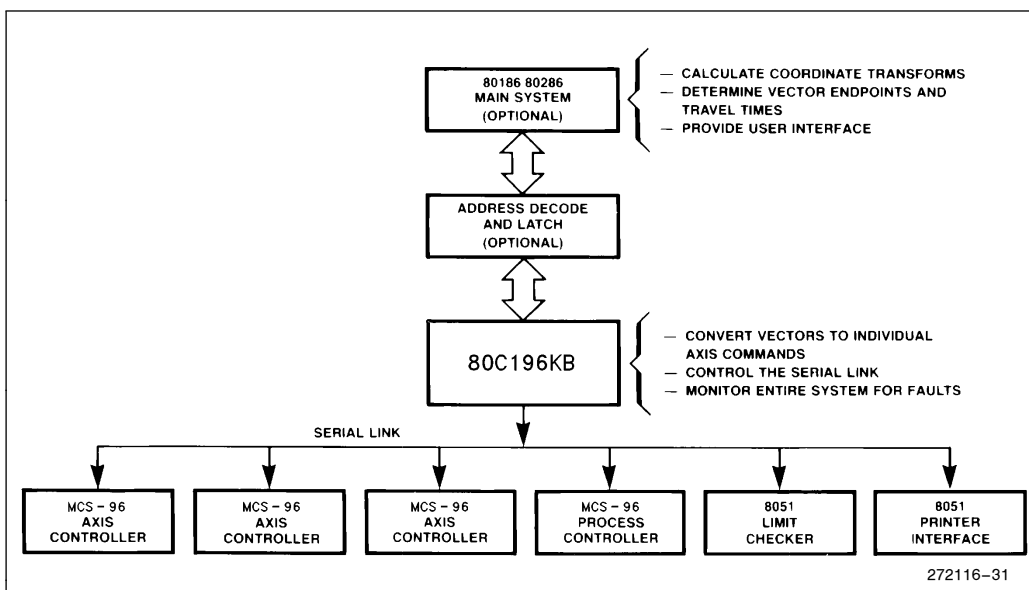 80186 80286
MAIN SYSTEM
(OPTIONAL)
— CALCULATE COORDINATE TRANSFORMS
— DETERMINE VECTOR ENDPOINTS AND
TRAVEL TIMES
— PROVIDE USER INTERFACE
ADDRESS DECODE
AND LATCH
(OPTIONAL)
80C196KB
— CONVERT VECTORS TO INDIVIDUAL
AXIS COMMANDS
— CONTROL THE SERIAL LINK
— MONITOR ENTIRE SYSTEM FOR FAULTS
SERIAL LINK
MCS – 96
AXIS
CONTROLLER
MCS – 96
AXIS
CONTROLLER
MCS – 96
AXIS
CONTROLLER
MCS – 96
PROCESS
CONTROLLER
8051
LIMIT
CHECKER
8051
PRINTER
INTERFACE
272116–31